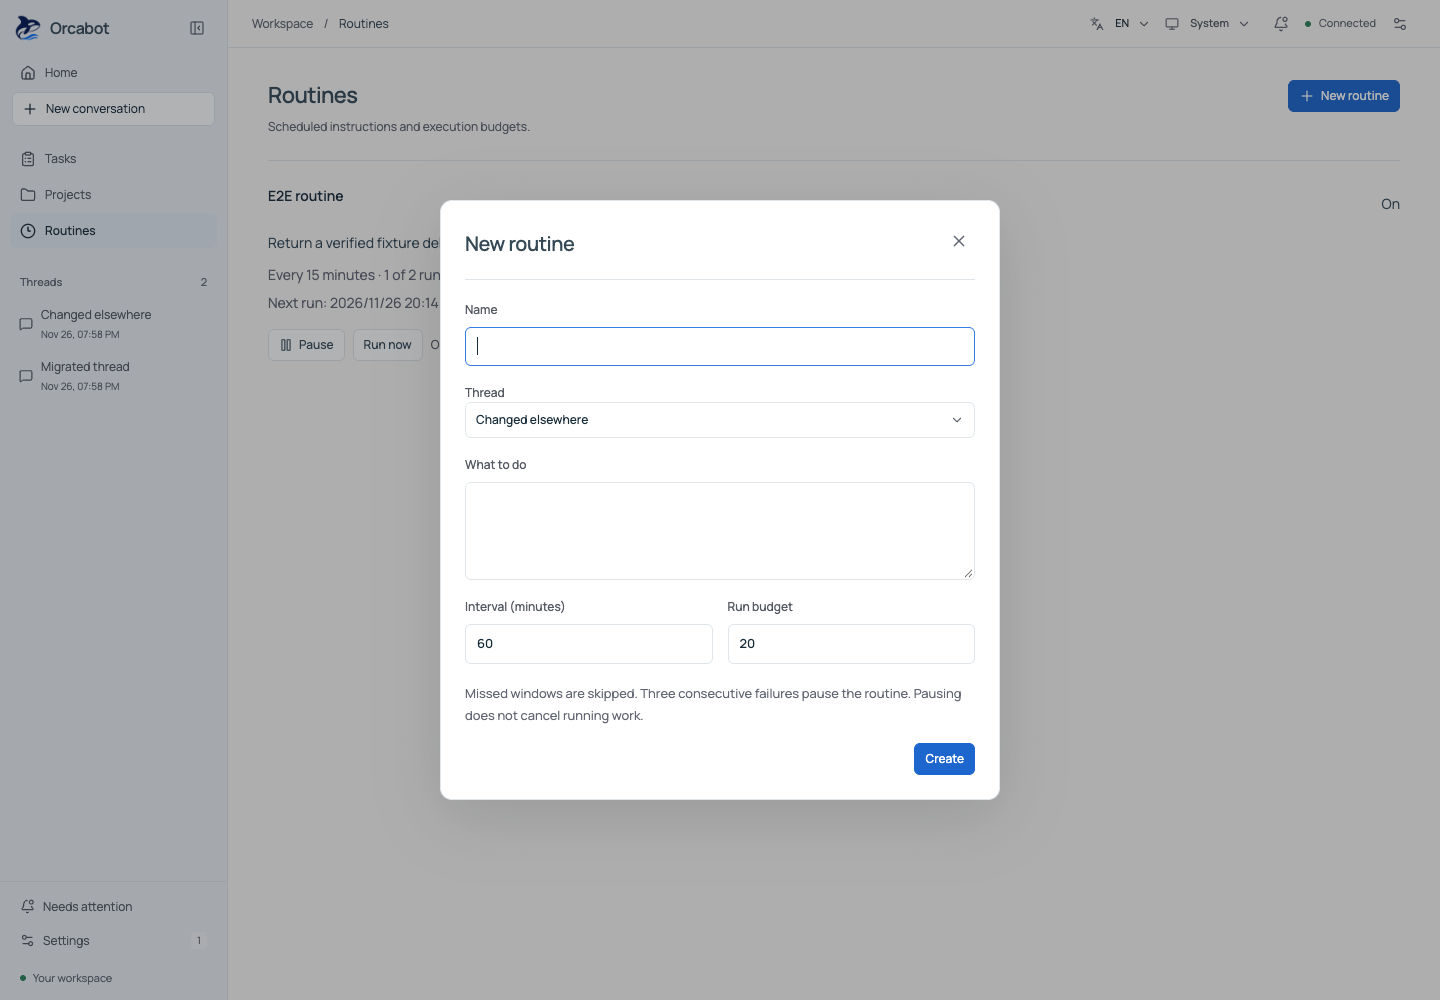 Orcabot
Home
New conversation
Tasks
Projects
Routines
Threads 2
Changed elsewhere
Nov 26, 07:58 PM
Migrated thread
Nov 26, 07:58 PM
Needs attention
Settings 1
Your workspace
Workspace / Routines
EN System Connected
Routines
New routine
Scheduled instructions and execution budgets.
E2E routine
On
Return a verified fixture de
Every 15 minutes · 1 of 2 run
Next run: 2026/11/26 20:14
Pause Run now O
New routine
Name
Thread
Changed elsewhere
What to do
Interval (minutes) Run budget
60 20
Missed windows are skipped. Three consecutive failures pause the routine. Pausing
does not cancel running work.
Create